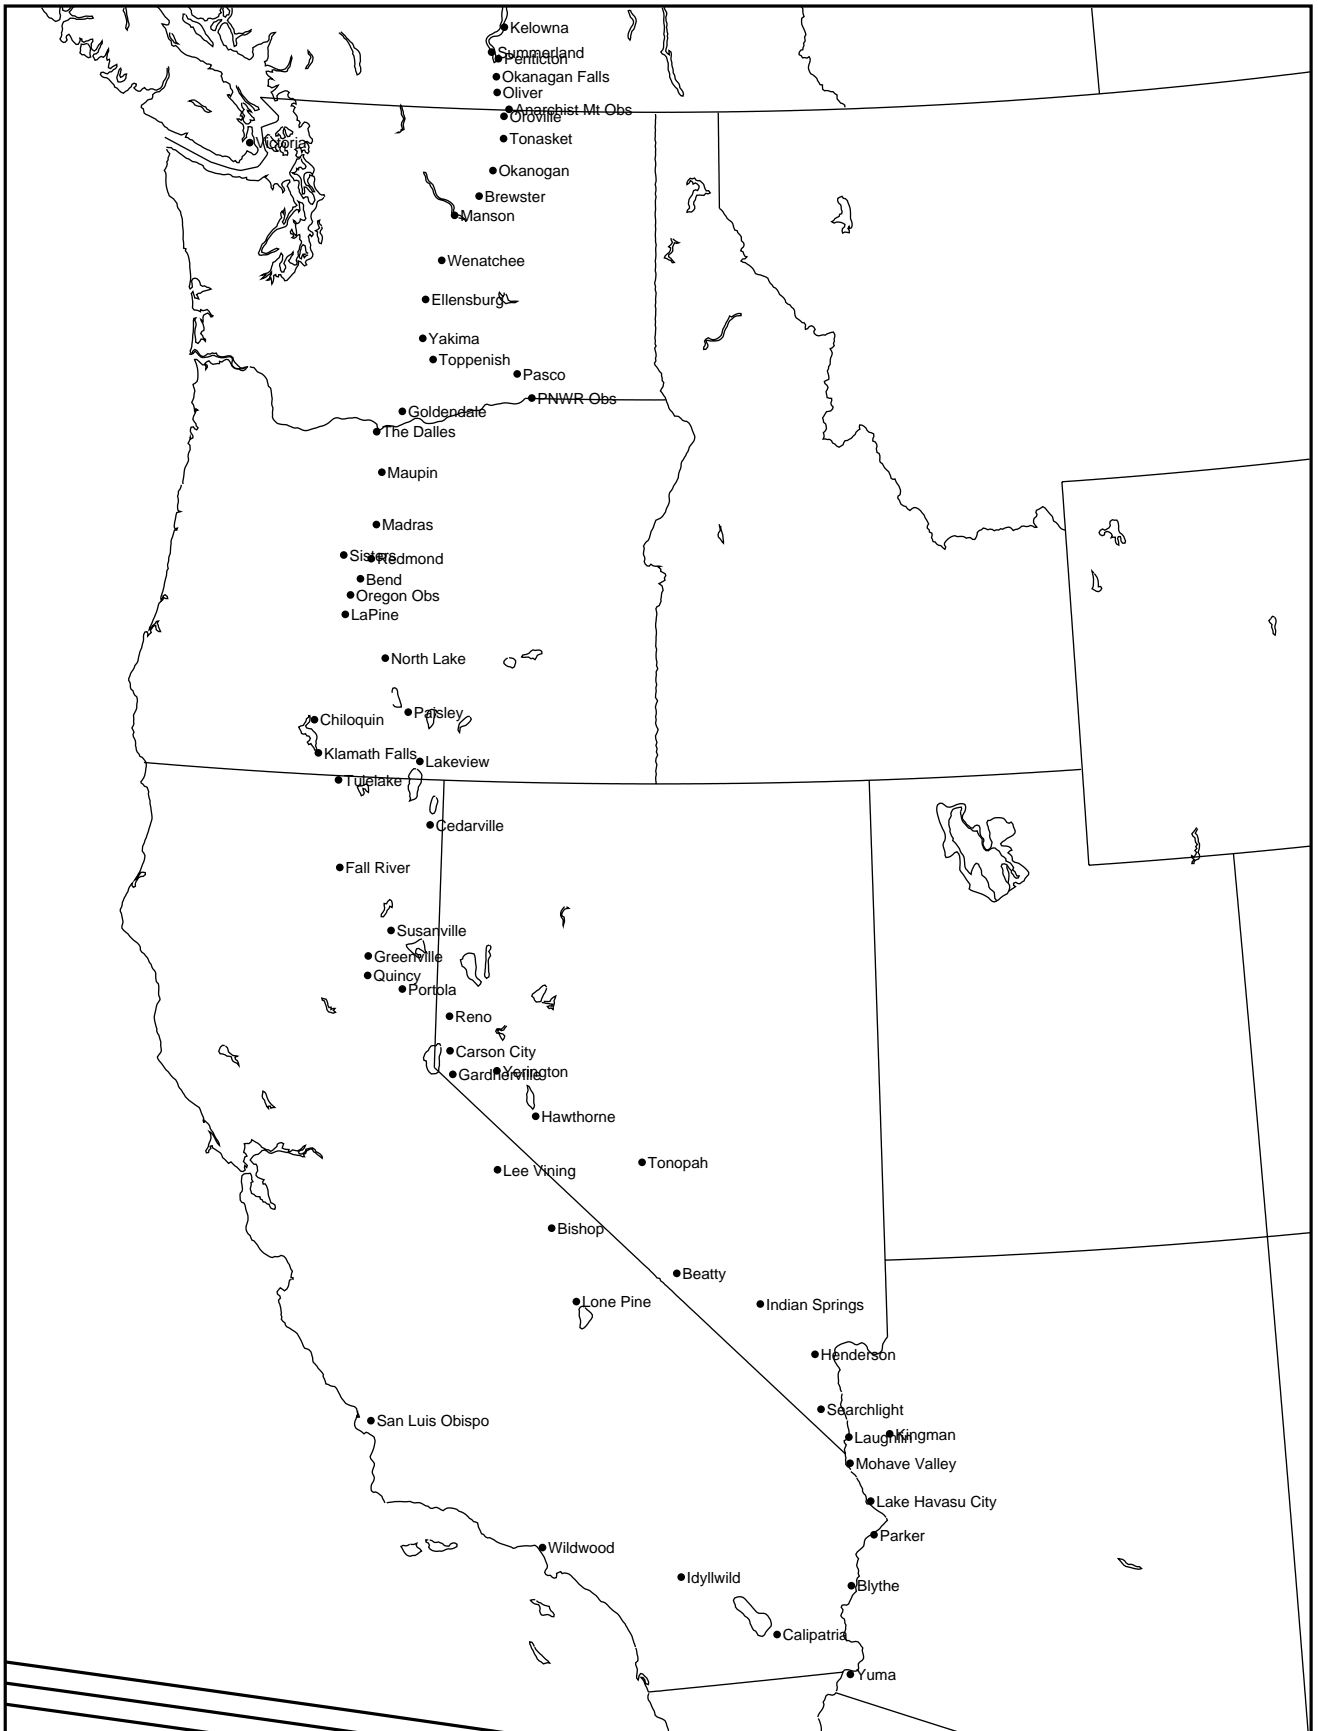 Kelowna
Summerland
Penticton
Okanagan Falls
Oliver
Anarchist Mt Obs
Oroville
Tonasket
Victoria
Okanogan
Brewster
Manson
Wenatchee
Ellensburg
Yakima
Toppenish
Pasco
PNWR Obs
Goldendale
The Dalles
Maupin
Madras
Sisters
Redmond
Bend
Oregon Obs
LaPine
North Lake
Paisley
Chiloquin
Klamath Falls
Lakeview
Tulelake
Cedarville
Fall River
Susanville
Greenville
Quincy
Portola
Reno
Carson City
Yerington
Gardnerville
Hawthorne
Tonopah
Lee Vining
Bishop
Beatty
Lone Pine
Indian Springs
Henderson
Searchlight
San Luis Obispo
Kingman
Laughlin
Mohave Valley
Lake Havasu City
Parker
Wildwood
Idyllwild
Blythe
Calipatria
Yuma